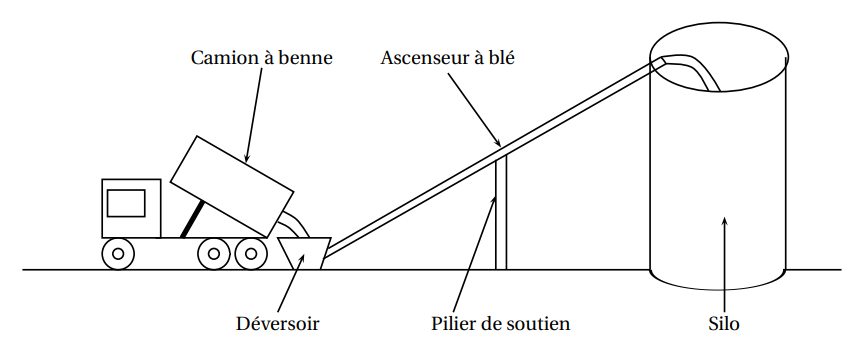 Camion à benne
Ascenseur à blé
Déversoir
Pilier de soutien
Silo